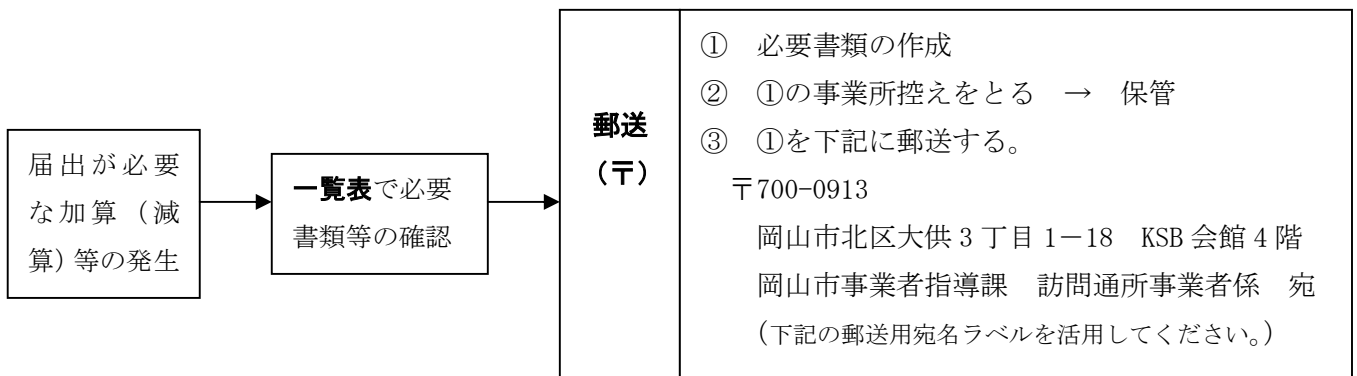 届出が必要
な加算（減
算）等の発生
一覧表で必要
書類等の確認
郵送
（〒）
①　必要書類の作成
②　①の事業所控えをとる　→　保管
③　①を下記に郵送する。
〒700-0913
岡山市北区大供３丁目１－18　KSB会館４階
岡山市事業者指導課　訪問通所事業者係　宛
（下記の郵送用宛名ラベルを活用してください。）